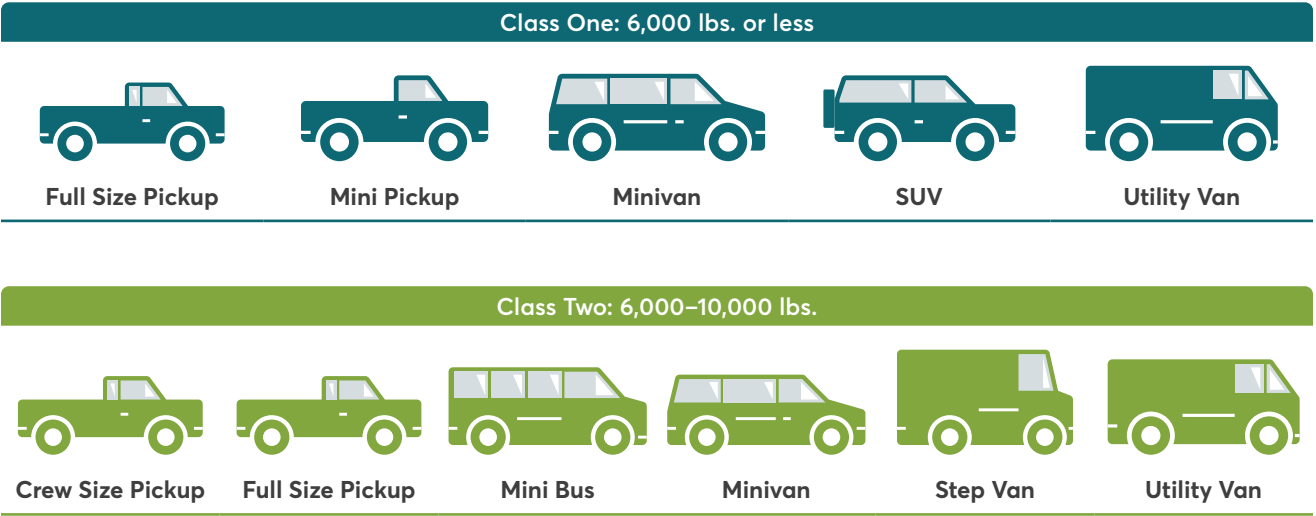 Class One: 6,000 lbs. or less
Full Size Pickup
Mini Pickup
Minivan
SUV
Utility Van
Class Two: 6,000–10,000 lbs.
Crew Size Pickup
Full Size Pickup
Mini Bus
Minivan
Step Van
Utility Van